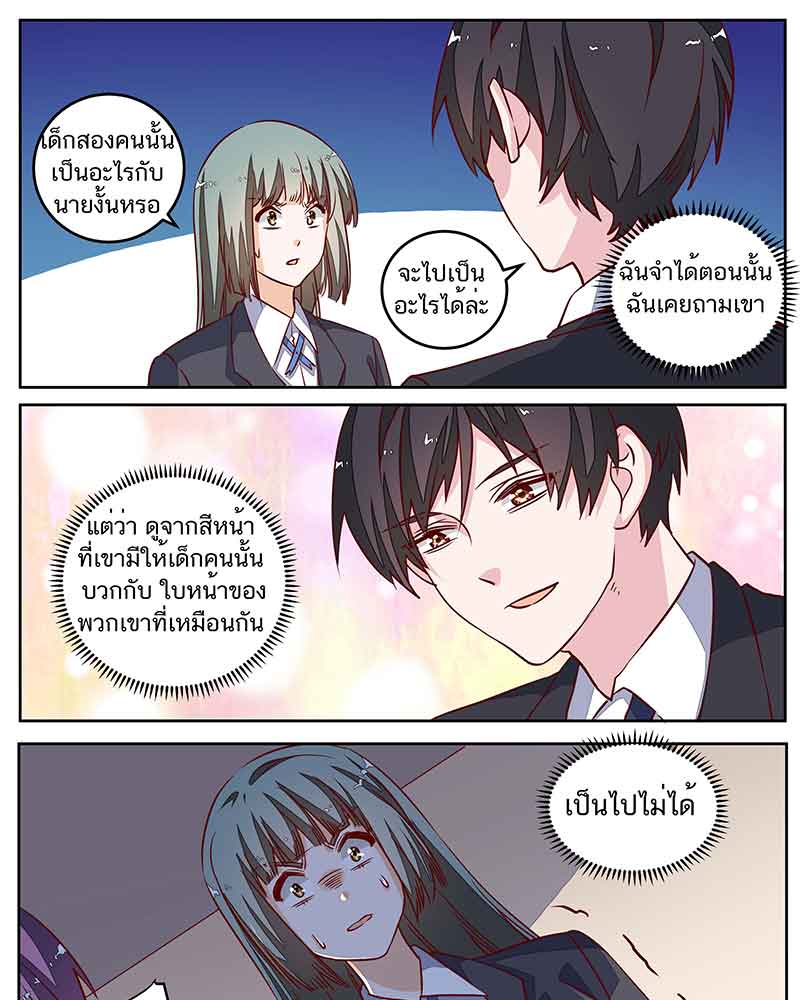 เด็กสองคนนั้น
เป็นอะไรกับ
นายงั้นหรอ
จะไปเป็น
อะไรได้ล่ะ
ฉันจำได้ตอนนั้น
ฉันเคยถามเขา
แต่ว่า ดูจากสีหน้า
ที่เขามีให้เด็กคนนั้น
บวกกับ ใบหน้าของ
พวกเขาที่เหมือนกัน
เป็นไปไม่ได้